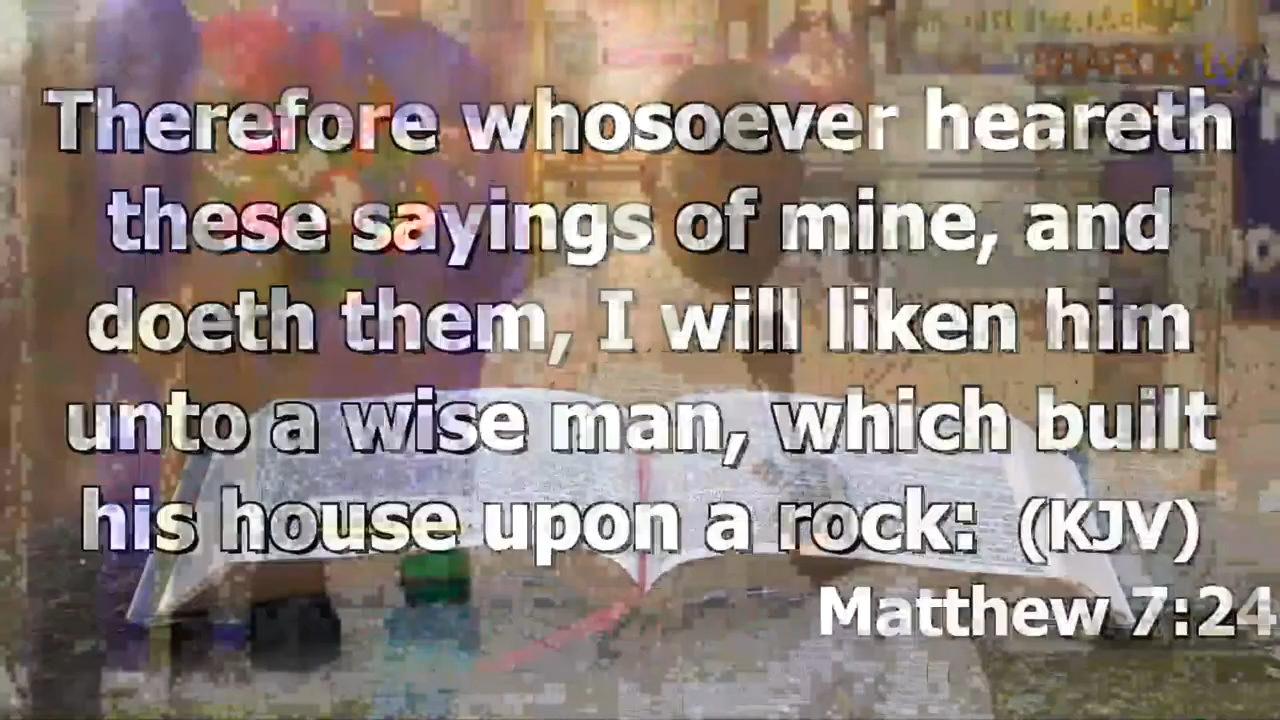 Therefore whosoever heareth
these sayings of mine, and
doeth them, I will liken him
unto a wise man, which built
his house upon a rock: (KJV)
Matthew 7:24
tv